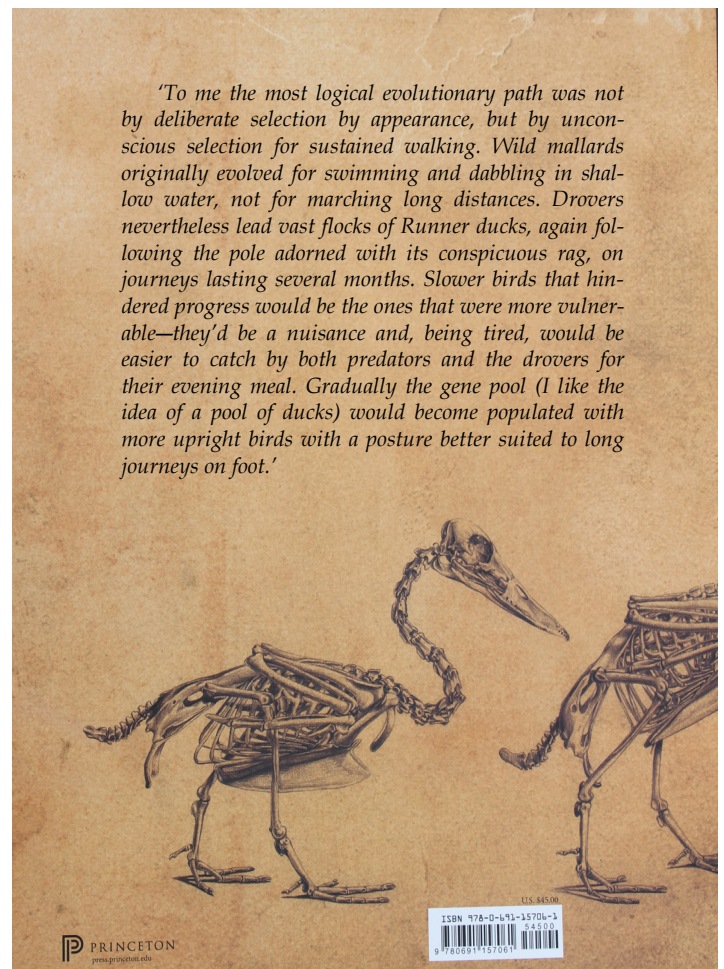 ‘To me the most logical evolutionary path was not
by deliberate selection by appearance, but by uncon-
scious selection for sustained walking. Wild mallards
originally evolved for swimming and dabbling in shal-
low water, not for marching long distances. Drovers
nevertheless lead vast flocks of Runner ducks, again fol-
lowing the pole adorned with its conspicuous rag, on
journeys lasting several months. Slower birds that hin-
dered progress would be the ones that were more vulner-
able—they’d be a nuisance and, being tired, would be
easier to catch by both predators and the drovers for
their evening meal. Gradually the gene pool (I like the
idea of a pool of ducks) would become populated with
more upright birds with a posture better suited to long
journeys on foot.’
U.S. $45.00
ISBN 978-0-691-15706-1
54500
9 780691 157061
PRINCETON
press.princeton.edu